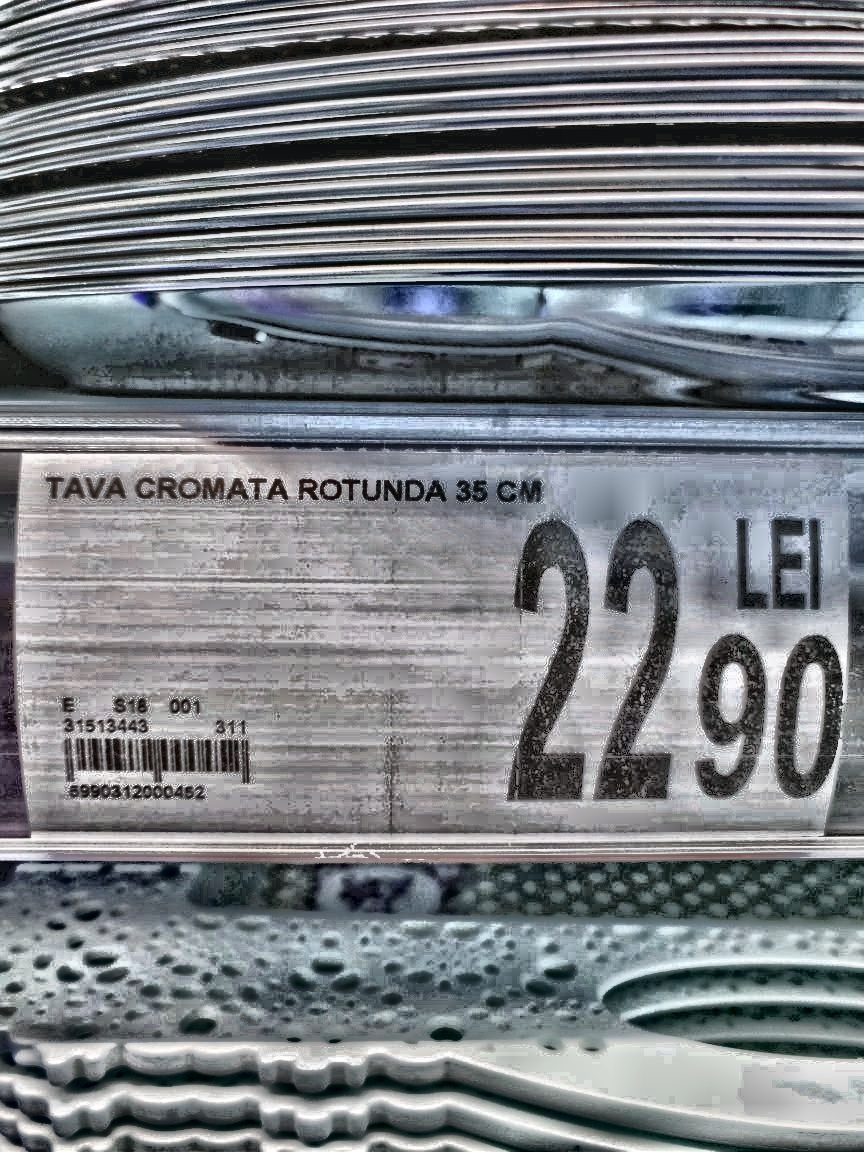 TAVA CROMATA ROTUNDA 35 CM
22 LEI
90
E S18 001
31513443 311
5990312000452